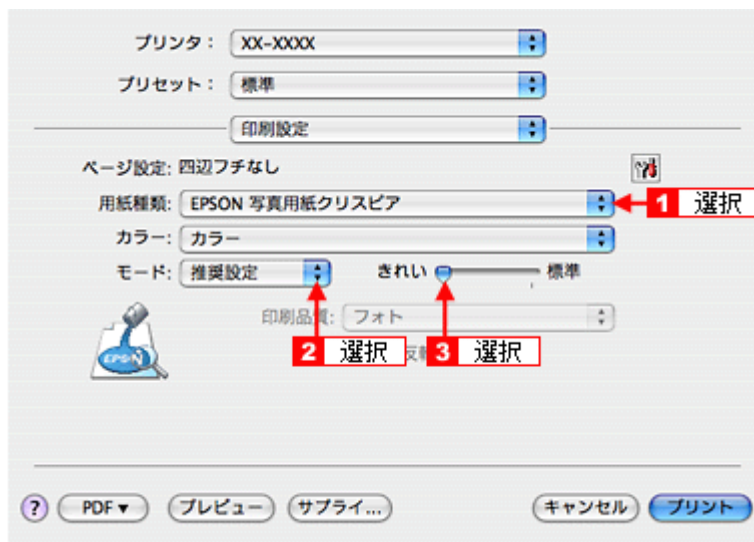 プリンタ： XX-XXXX
プリセット： 標準
印刷設定
ページ設定: 四辺フチなし
用紙種類: EPSON 写真用紙クリスピア
1 選択
カラー: カラー
モード: 推奨設定 きれい 標準
印刷品質: フォト
2 選択 3 選択
EPSON
? PDF▼ プレビュー サプライ... キャンセル プリント